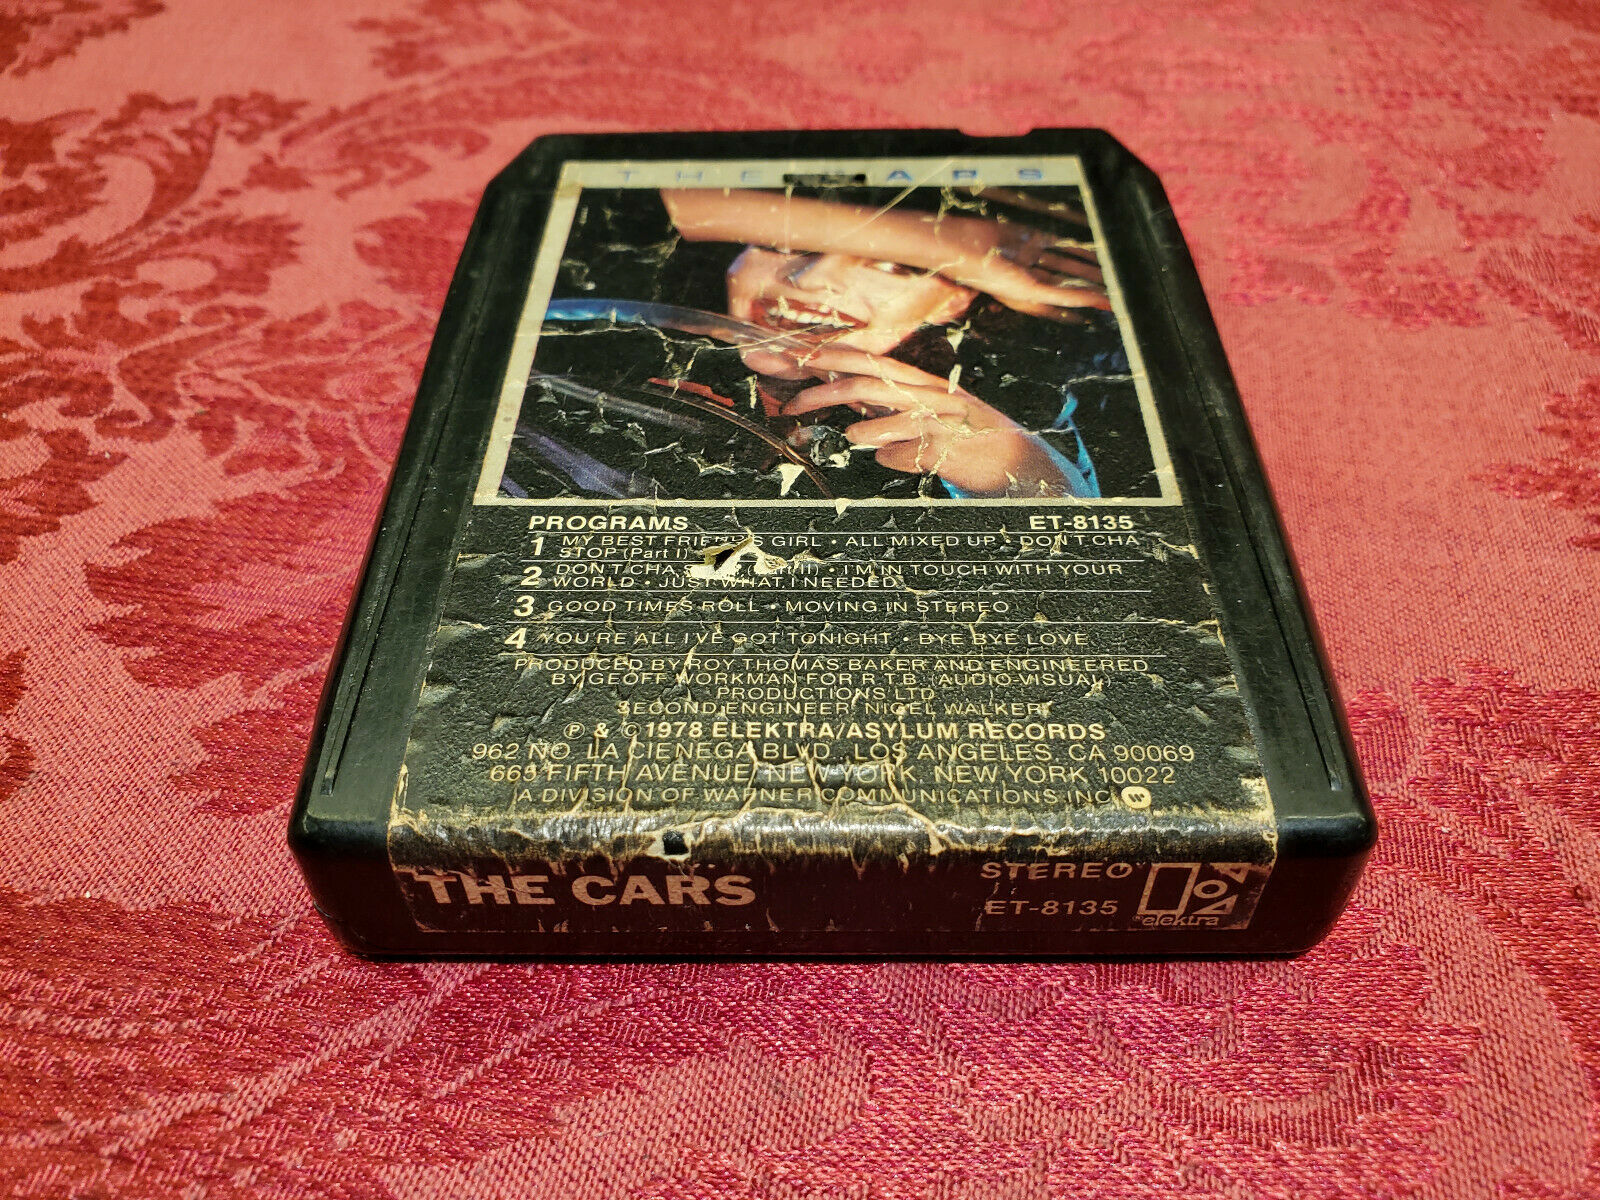 THE ARS
PROGRAMS ET-8135
1 MY BEST FRIEND'S GIRL • ALL MIXED UP • DON'T CHA
STOP (Part I)
2 DON'T CHA (Part II) • I'M IN TOUCH WITH YOUR
WORLD • JUST WHAT I NEEDED
3 GOOD TIMES ROLL • MOVING IN STEREO
4 YOU'RE ALL I'VE GOT TONIGHT • BYE BYE LOVE
PRODUCED BY ROY THOMAS BAKER AND ENGINEERED
BY GEOFF WORKMAN FOR R.T.B. (AUDIO-VISUAL)
PRODUCTIONS LTD.
SECOND ENGINEER: NIGEL WALKER
℗ & © 1978 ELEKTRA/ASYLUM RECORDS
962 NO. LA CIENEGA BLVD., LOS ANGELES, CA 90069
665 FIFTH AVENUE, NEW YORK, NEW YORK 10022
A DIVISION OF WARNER COMMUNICATIONS INC.
THE CARS
STEREO
ET-8135
elektra